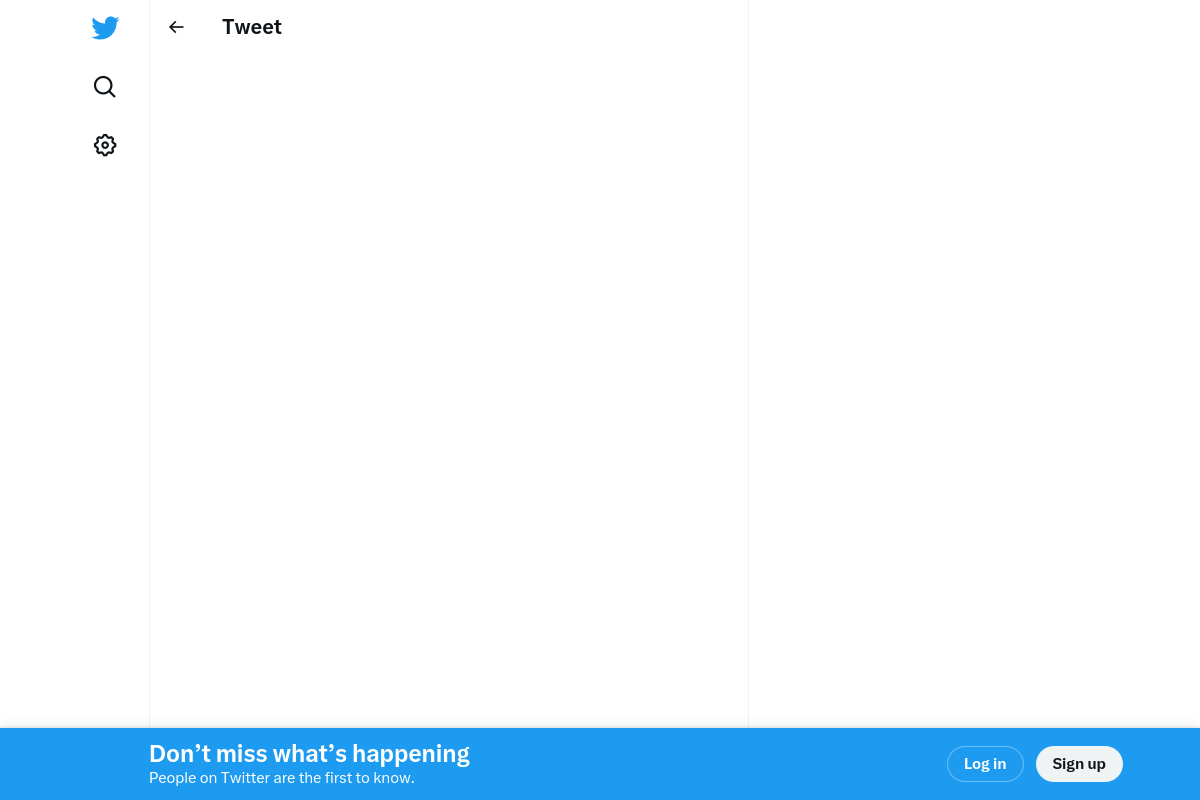 Tweet
Don’t miss what’s happening
People on Twitter are the first to know.
Log in
Sign up